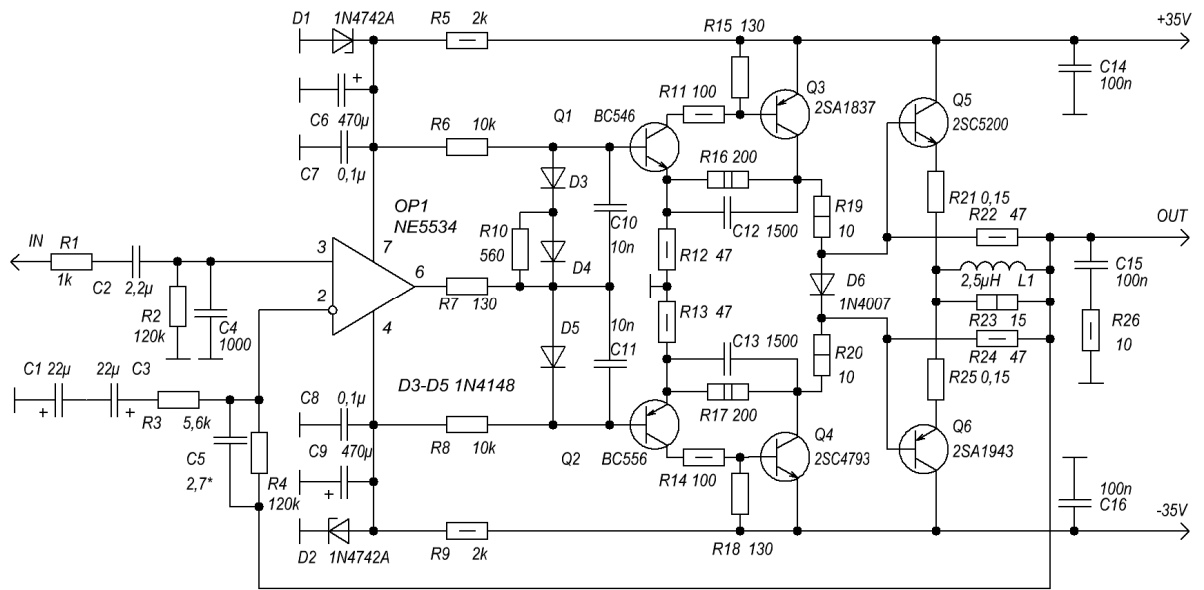 D1 1N4742A
R5 2k
R15 130
+35V
C14
100n
C6 470µ
R11 100
Q3
2SA1837
Q5
2SC5200
R6 10k
Q1
BC546
C7 0,1µ
D3
R16 200
OP1
NE5534
R10
560
C10
10n
C12 1500
R19
10
R21 0,15
R22 47
OUT
IN
R1
1k
C2 2,2µ
3
7
2
6
4
R7 130
D4
R12 47
D6
1N4007
2,5µH L1
C15
100n
R2
120k
C4
1000
D5
10n
C11
R13 47
C13 1500
R20
10
R23 15
R24 47
R26
10
C1 22µ
22µ C3
R3 5,6k
D3-D5 1N4148
R17 200
R25 0,15
C8 0,1µ
C9 470µ
R8 10k
Q2
BC556
R14 100
Q4
2SC4793
Q6
2SA1943
C5
2,7*
R4
120k
100n
C16
D2 1N4742A
R9 2k
R18 130
-35V